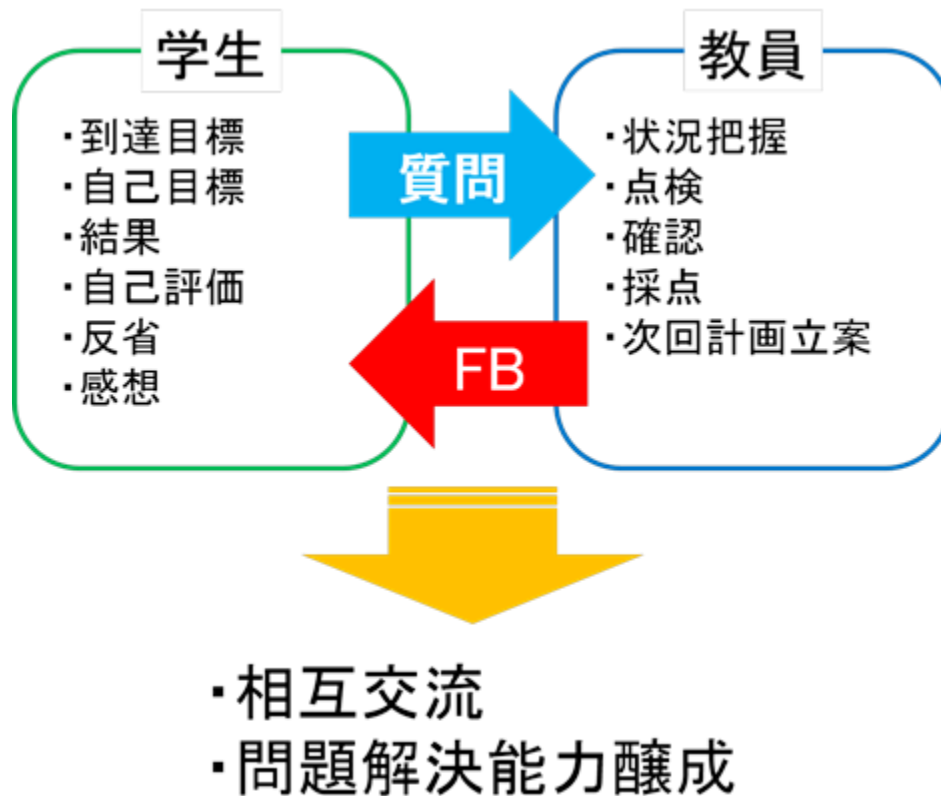 学生
・到達目標
・自己目標
・結果
・自己評価
・反省
・感想
質問
FB
教員
・状況把握
・点検
・確認
・採点
・次回計画立案
・相互交流
・問題解決能力醸成